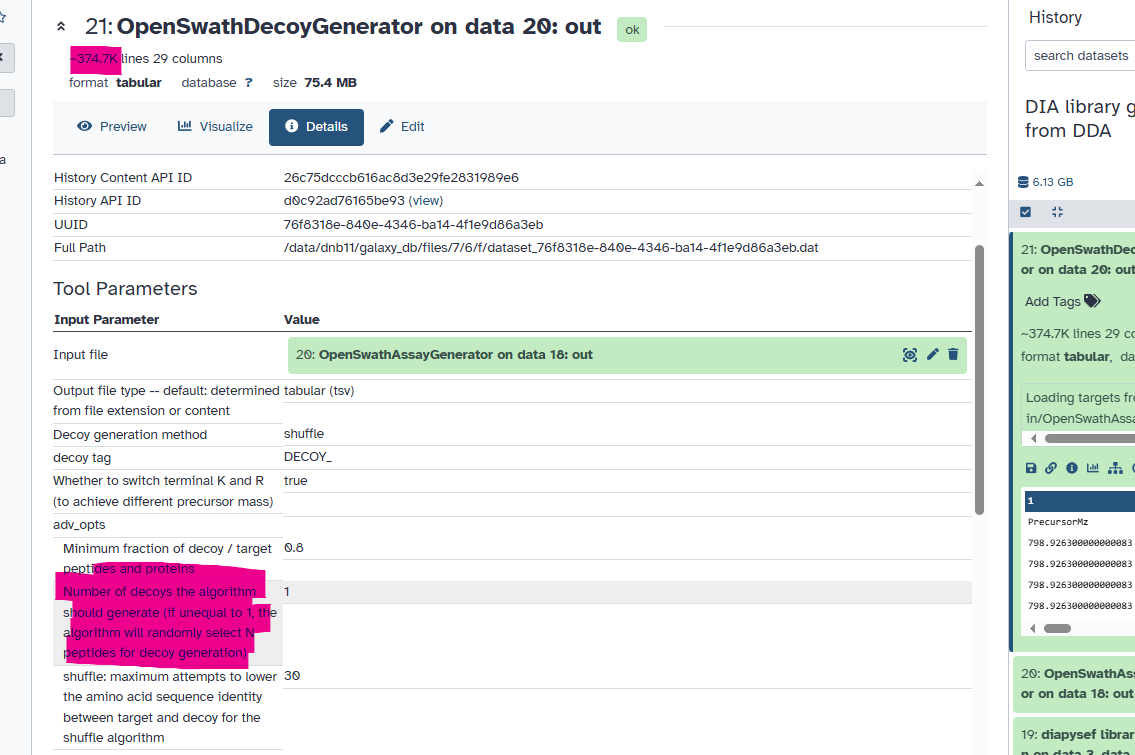 21: OpenSwathDecoyGenerator on data 20: out ok
~374.7K lines 29 columns
format tabular database ? size 75.4 MB
Preview Visualize Details Edit
History Content API ID 26c75dcccb616ac8d3e29fe2831989e6
History API ID d0c92ad76165be93 (view)
UUID 76f8318e-840e-4346-ba14-4f1e9d86a3eb
Full Path /data/dnb11/galaxy_db/files/7/6/f/dataset_76f8318e-840e-4346-ba14-4f1e9d86a3eb.dat
Tool Parameters
Input Parameter Value
Input file 20: OpenSwathAssayGenerator on data 18: out
Output file type -- default: determined tabular (tsv)
from file extension or content
Decoy generation method shuffle
decoy tag DECOY_
Whether to switch terminal K and R true
(to achieve different precursor mass)
adv_opts
Minimum fraction of decoy / target 0.8
peptides and proteins
Number of decoys the algorithm 1
should generate (if unequal to 1, the
algorithm will randomly select N
peptides for decoy generation)
shuffle: maximum attempts to lower 30
the amino acid sequence identity
between target and decoy for the
shuffle algorithm
a
History
search datasets
DIA library g
from DDA
6.13 GB
21: OpenSwathDec
or on data 20: out
Add Tags
~374.7K lines 29 co
format tabular, da
Loading targets fro
in/OpenSwathAssa
1
PrecursorMz
798.926300000000083
798.926300000000083
798.926300000000083
798.926300000000083
20: OpenSwathAss
or on data 18: out
19: diapysef librar
n on data 3, data